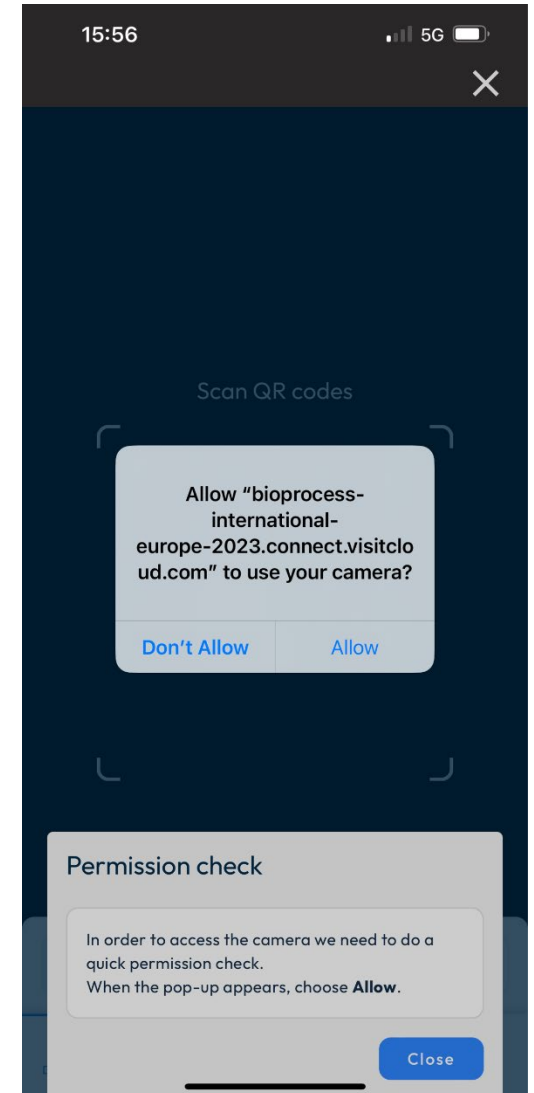 15:56
5G
Scan QR codes
Allow “bioprocess-
international-
europe-2023.connect.visitclo
ud.com” to use your camera?
Don’t Allow
Allow
Permission check
In order to access the camera we need to do a
quick permission check.
When the pop-up appears, choose Allow.
Close